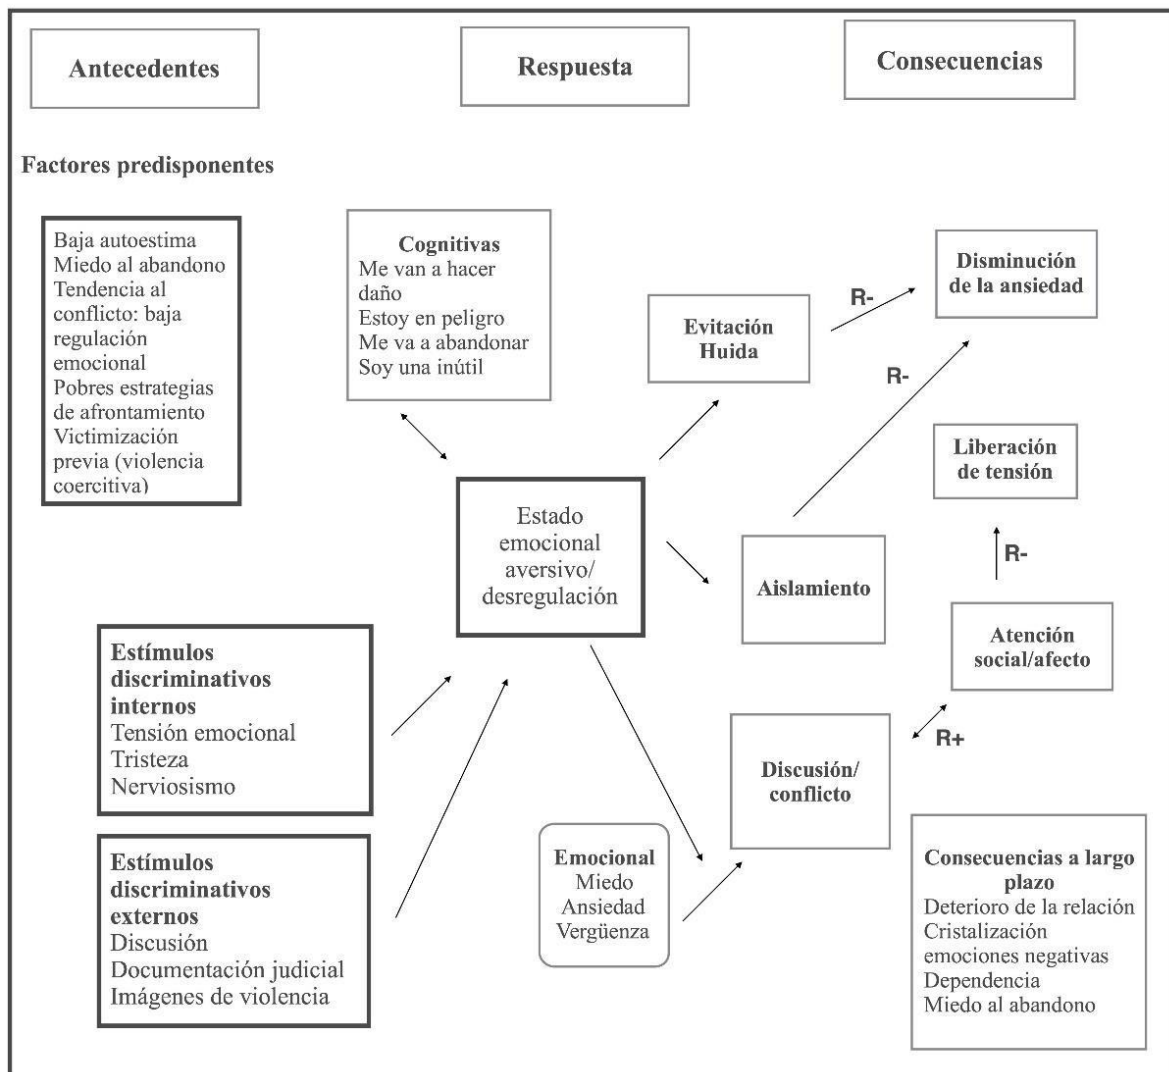 Antecedentes
Respuesta
Consecuencias
Factores predisponentes
Baja autoestima
Miedo al abandono
Tendencia al
conflicto: baja
regulación
emocional
Pobres estrategias
de afrontamiento
Victimización
previa (violencia
coercitiva)
Estímulos
discriminativos
internos
Tensión emocional
Tristeza
Nerviosismo
Estímulos
discriminativos
externos
Discusión
Documentación judicial
Imágenes de violencia
Cognitivas
Me van a hacer
daño
Estoy en peligro
Me va a abandonar
Soy una inútil
Estado
emocional
aversivo/
desregulación
Emocional
Miedo
Ansiedad
Vergüenza
Evitación
Huida
Aislamiento
Discusión/
conflicto
R-
R-
R-
R+
Disminución
de la ansiedad
Liberación
de tensión
Atención
social/afecto
Consecuencias a largo
plazo
Deterioro de la relación
Cristalización
emociones negativas
Dependencia
Miedo al abandono